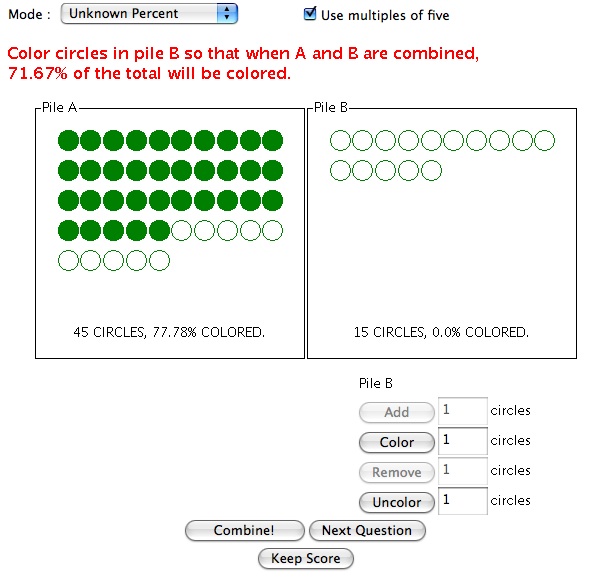 Mode : Unknown Percent Use multiples of five
Color circles in pile B so that when A and B are combined,
71.67% of the total will be colored.
Pile A Pile B
45 CIRCLES, 77.78% COLORED. 15 CIRCLES, 0.0% COLORED.
Pile B
Add 1 circles
Color 1 circles
Remove 1 circles
Uncolor 1 circles
Combine! Next Question
Keep Score